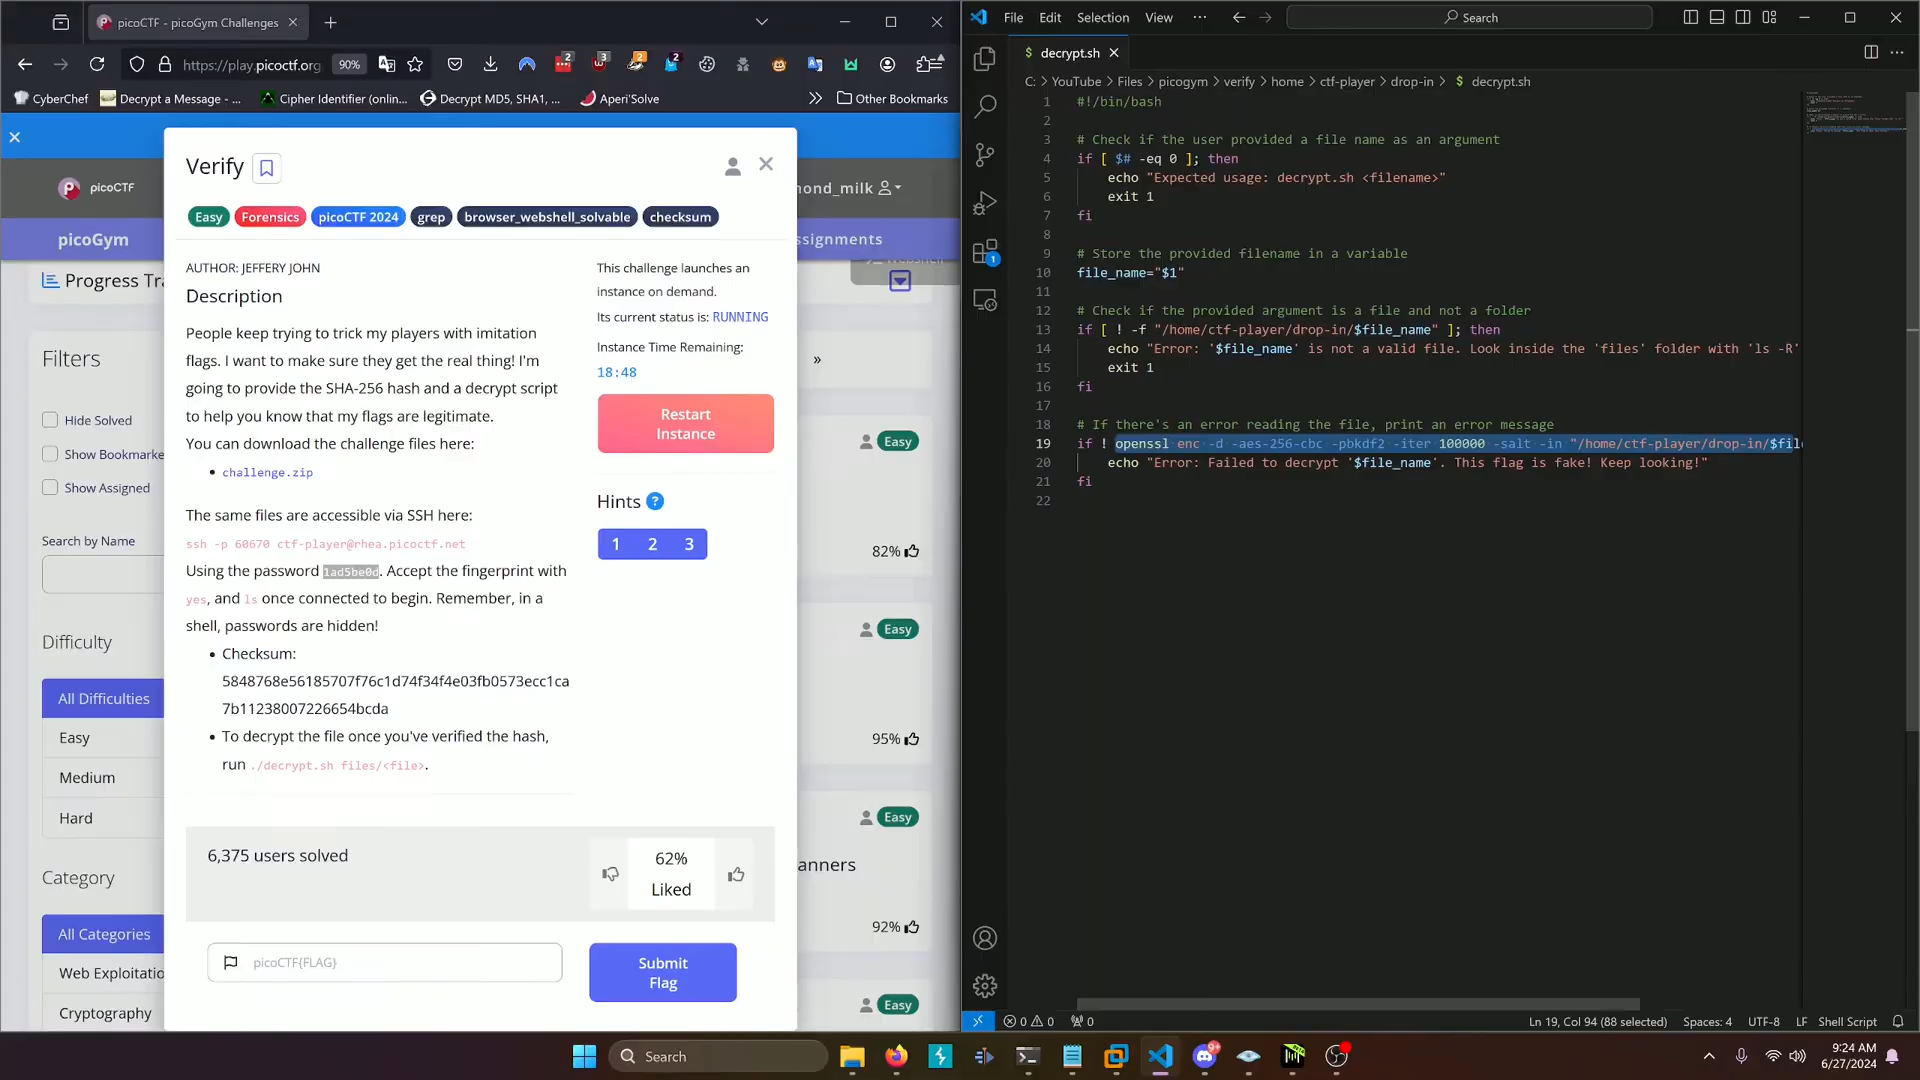 picoCTF - picoGym Challenges
https://play.picoctf.org
90%
2
3
2
2
CyberChef
Decrypt a Message - ...
Cipher Identifier (onlin...
Decrypt MD5, SHA1, ...
Aperi'Solve
Other Bookmarks
picoCTF
mond_milk
picoGym
ssignments
Progress Tra
Filters
Hide Solved
Show Bookmarke
Show Assigned
Search by Name
Difficulty
All Difficulties
Easy
Medium
Hard
Category
All Categories
Web Exploitatio
Cryptography
Verify
Easy
Forensics
picoCTF 2024
grep
browser_webshell_solvable
checksum
AUTHOR: JEFFERY JOHN
Description
People keep trying to trick my players with imitation
flags. I want to make sure they get the real thing! I'm
going to provide the SHA-256 hash and a decrypt script
to help you know that my flags are legitimate.
You can download the challenge files here:
challenge.zip
The same files are accessible via SSH here:
ssh -p 60670 ctf-player@rhea.picoctf.net
Using the password 1ad5be0d. Accept the fingerprint with
yes, and ls once connected to begin. Remember, in a
shell, passwords are hidden!
Checksum:
5848768e56185707f76c1d74f34f4e03fb0573ecc1ca
7b11238007226654bcda
To decrypt the file once you've verified the hash,
run ./decrypt.sh files/<file>.
This challenge launches an
instance on demand.
Its current status is: RUNNING
Instance Time Remaining:
18:48
Restart
Instance
Hints ?
1 2 3
6,375 users solved
62%
Liked
picoCTF{FLAG}
Submit
Flag
»
Easy
82%
Easy
95%
Easy
anners
92%
Easy
File Edit Selection View ...
Search
$ decrypt.sh
C: > YouTube > Files > picogym > verify > home > ctf-player > drop-in > $ decrypt.sh
1 #!/bin/bash
2
3 # Check if the user provided a file name as an argument
4 if [ $# -eq 0 ]; then
5 echo "Expected usage: decrypt.sh <filename>"
6 exit 1
7 fi
8
9 # Store the provided filename in a variable
10 file_name="$1"
11
12 # Check if the provided argument is a file and not a folder
13 if [ ! -f "/home/ctf-player/drop-in/$file_name" ]; then
14 echo "Error: '$file_name' is not a valid file. Look inside the 'files' folder with 'ls -R'
15 exit 1
16 fi
17
18 # If there's an error reading the file, print an error message
19 if ! openssl enc -d -aes-256-cbc -pbkdf2 -iter 100000 -salt -in "/home/ctf-player/drop-in/$fil
20 echo "Error: Failed to decrypt '$file_name'. This flag is fake! Keep looking!"
21 fi
22
1
0 0 0
Ln 19, Col 94 (88 selected)
Spaces: 4
UTF-8
LF
Shell Script
Search
9+
9:24 AM
6/27/2024